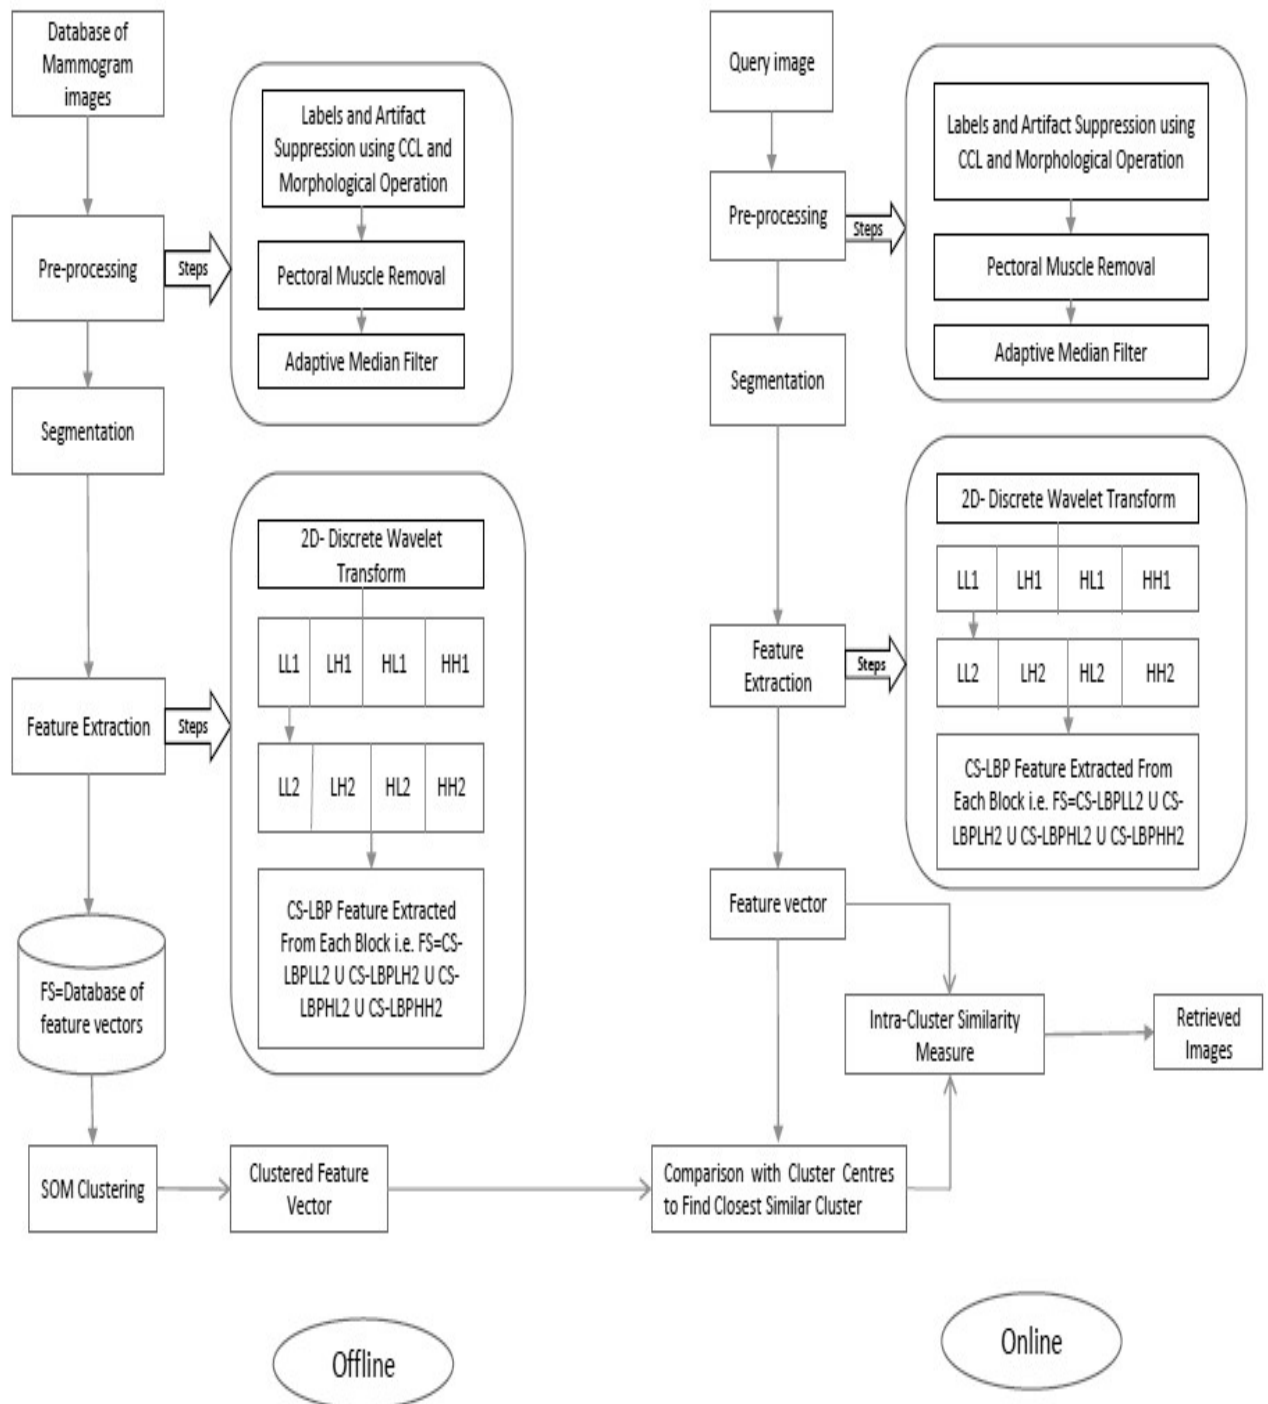 Database of
Mammogram
images
Pre-processing
Steps
Labels and Artifact
Suppression using CCL and
Morphological Operation
Pectoral Muscle Removal
Adaptive Median Filter
Segmentation
Feature Extraction
Steps
2D- Discrete Wavelet
Transform
LL1 LH1 HL1 HH1
LL2 LH2 HL2 HH2
CS-LBP Feature Extracted
From Each Block i.e. FS=CS-
LBPLL2 U CS-LBPLH2 U CS-
LBPHL2 U CS-LBPHH2
FS=Database of
feature vectors
SOM Clustering
Clustered Feature
Vector
Offline
Query image
Pre-processing
Steps
Labels and Artifact Suppression using
CCL and Morphological Operation
Pectoral Muscle Removal
Adaptive Median Filter
Segmentation
Feature
Extraction
Steps
2D- Discrete Wavelet Transform
LL1 LH1 HL1 HH1
LL2 LH2 HL2 HH2
CS-LBP Feature Extracted From
Each Block i.e. FS=CS-LBPLL2 U CS-
LBPLH2 U CS-LBPHL2 U CS-LBPHH2
Feature vector
Comparison with Cluster Centres
to Find Closest Similar Cluster
Intra-Cluster Similarity
Measure
Retrieved
Images
Online